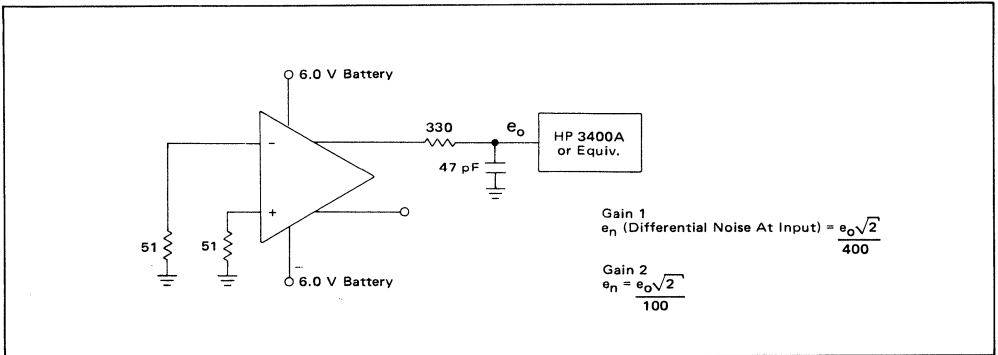 6.0 V Battery
330
eo
HP 3400A
or Equiv.
47 pF
−
+
51
51
−
6.0 V Battery
Gain 1
en (Differential Noise At Input) = eo√2
400
Gain 2
en = eo√2
100